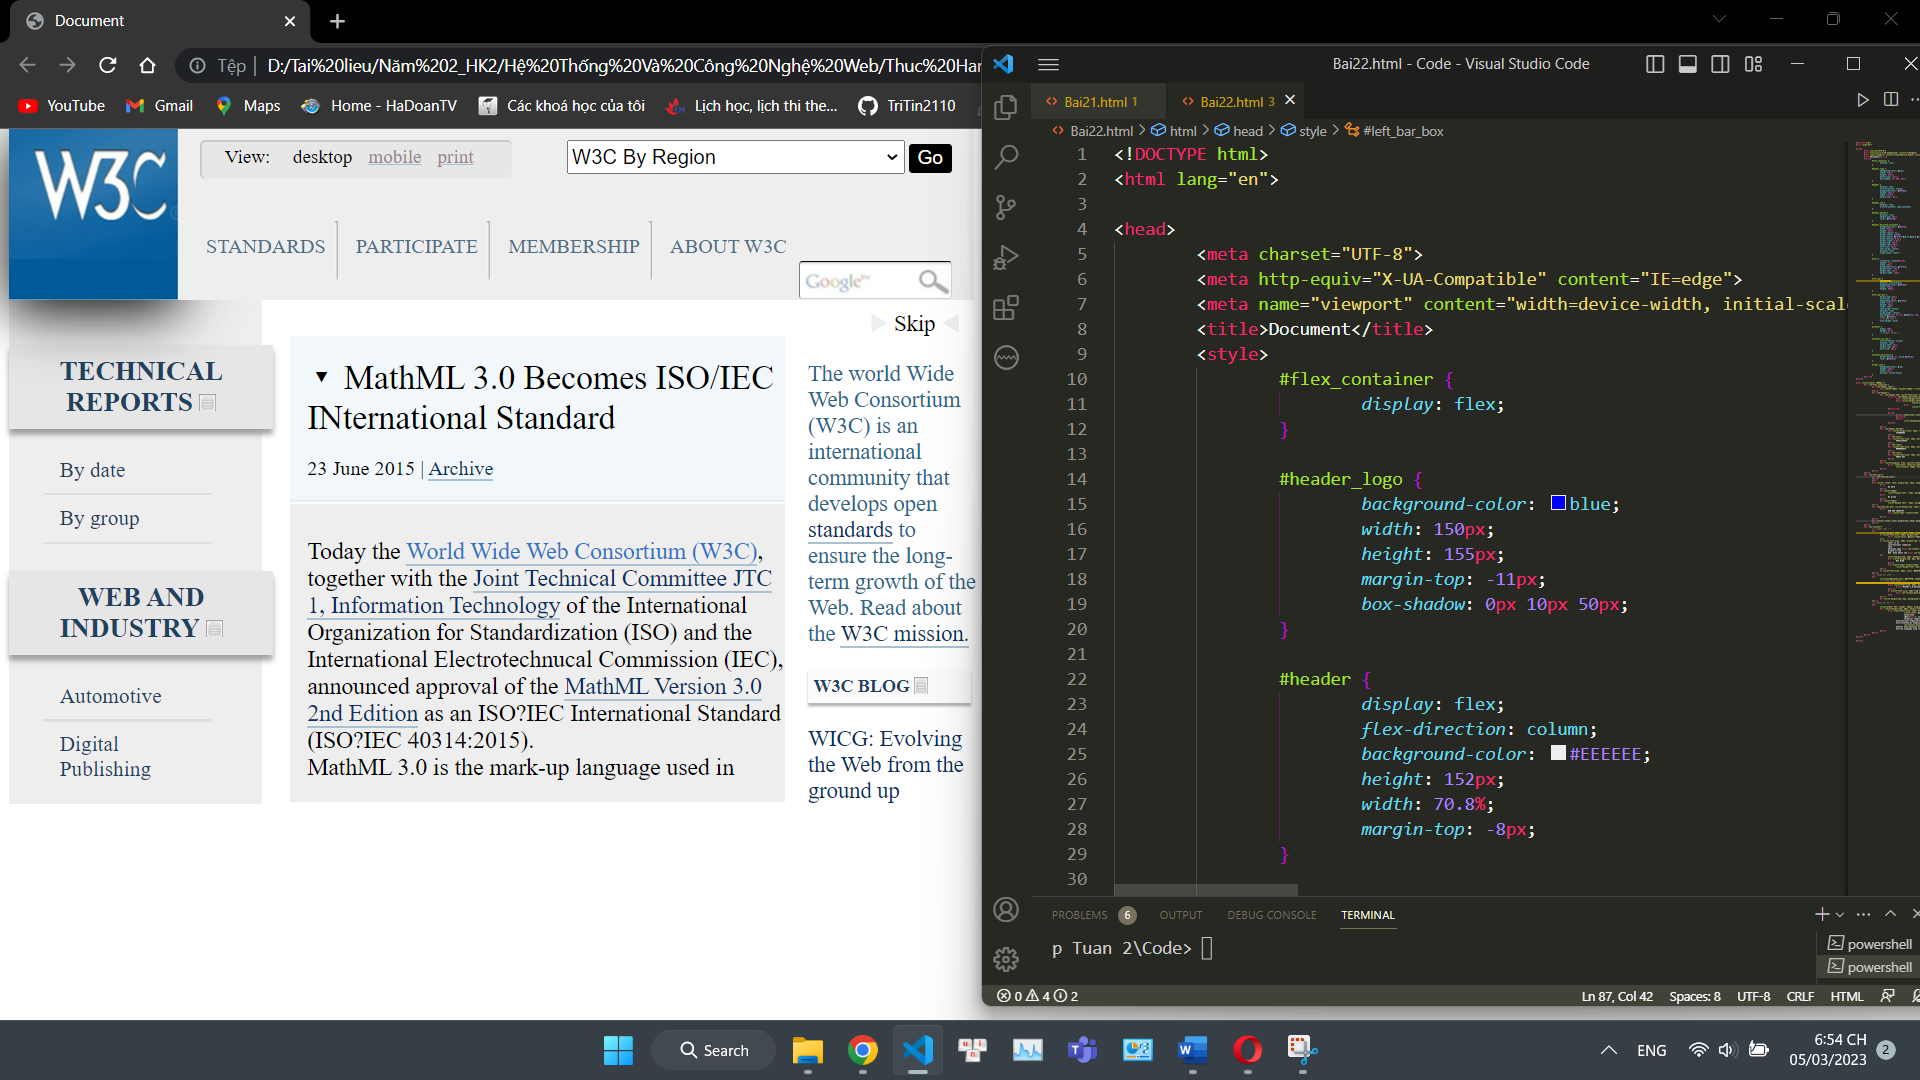 Document
Tệp
D:/Tai%20lieu/Năm%202_HK2/Hệ%20Thống%20Và%20Công%20Nghệ%20Web/Thuc%20Han
YouTube
Gmail
Maps
Home - HaDoanTV
Các khoá học của tôi
Lịch học, lịch thi the...
TriTin2110
W3C
View:
desktop
mobile
print
W3C By Region
Go
STANDARDS
PARTICIPATE
MEMBERSHIP
ABOUT W3C
Google™
Skip
TECHNICAL
REPORTS
By date
By group
WEB AND
INDUSTRY
Automotive
Digital
Publishing
▼ MathML 3.0 Becomes ISO/IEC
INternational Standard
23 June 2015 | Archive
Today the World Wide Web Consortium (W3C),
together with the Joint Technical Committee JTC
1, Information Technology of the International
Organization for Standardization (ISO) and the
International Electrotechnucal Commission (IEC),
announced approval of the MathML Version 3.0
2nd Edition as an ISO?IEC International Standard
(ISO?IEC 40314:2015).
MathML 3.0 is the mark-up language used in
The world Wide
Web Consortium
(W3C) is an
international
community that
develops open
standards to
ensure the long-
term growth of the
Web. Read about
the W3C mission.
W3C BLOG
WICG: Evolving
the Web from the
ground up
Bai22.html - Code - Visual Studio Code
Bai21.html 1
Bai22.html 3
Bai22.html > html > head > style > #left_bar_box
1 <!DOCTYPE html>
2 <html lang="en">
3
4 <head>
5 <meta charset="UTF-8">
6 <meta http-equiv="X-UA-Compatible" content="IE=edge">
7 <meta name="viewport" content="width=device-width, initial-scal
8 <title>Document</title>
9 <style>
10 #flex_container {
11 display: flex;
12 }
13
14 #header_logo {
15 background-color: blue;
16 width: 150px;
17 height: 155px;
18 margin-top: -11px;
19 box-shadow: 0px 10px 50px;
20 }
21
22 #header {
23 display: flex;
24 flex-direction: column;
25 background-color: #EEEEEE;
26 height: 152px;
27 width: 70.8%;
28 margin-top: -8px;
29 }
30
PROBLEMS 6
OUTPUT
DEBUG CONSOLE
TERMINAL
p Tuan 2\Code>
powershell
powershell
0 4 2
Ln 87, Col 42
Spaces: 8
UTF-8
CRLF
HTML
Search
ENG
6:54 CH
05/03/2023
2